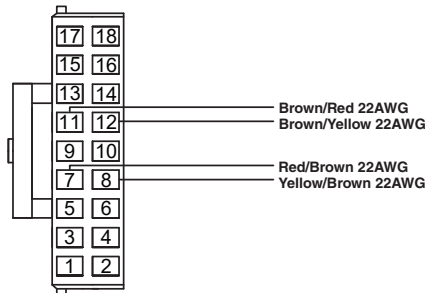 17 18
15 16
13 14
11 12
Brown/Red 22AWG
Brown/Yellow 22AWG
9 10
7 8
Red/Brown 22AWG
Yellow/Brown 22AWG
5 6
3 4
1 2